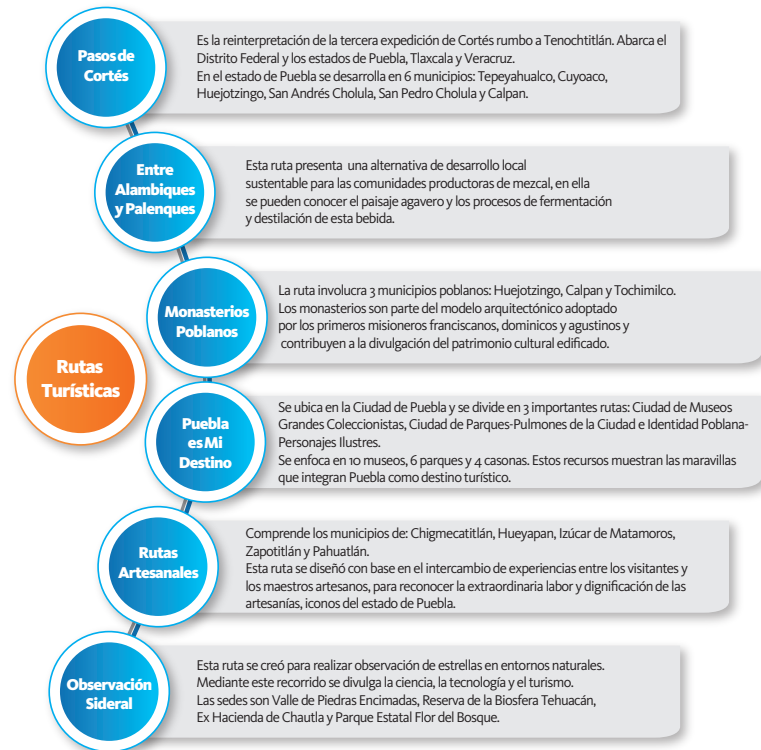 Pasos de
Cortés
Es la reinterpretación de la tercera expedición de Cortés rumbo a Tenochtitlán. Abarca el
Distrito Federal y los estados de Puebla, Tlaxcala y Veracruz.
En el estado de Puebla se desarrolla en 6 municipios: Tepeyahualco, Cuyoaco,
Huejotzingo, San Andrés Cholula, San Pedro Cholula y Calpan.
Entre
Alambiques
y Palenques
Esta ruta presenta una alternativa de desarrollo local
sustentable para las comunidades productoras de mezcal, en ella
se pueden conocer el paisaje agavero y los procesos de fermentación
y destilación de esta bebida.
Monasterios
Poblanos
La ruta involucra 3 municipios poblanos: Huejotzingo, Calpan y Tochimilco.
Los monasterios son parte del modelo arquitectónico adoptado
por los primeros misioneros franciscanos, dominicos y agustinos y
contribuyen a la divulgación del patrimonio cultural edificado.
Rutas
Turísticas
Puebla
es Mi
Destino
Se ubica en la Ciudad de Puebla y se divide en 3 importantes rutas: Ciudad de Museos
Grandes Coleccionistas, Ciudad de Parques-Pulmones de la Ciudad e Identidad Poblana-
Personajes Ilustres.
Se enfoca en 10 museos, 6 parques y 4 casonas. Estos recursos muestran las maravillas
que integran Puebla como destino turístico.
Rutas
Artesanales
Comprende los municipios de: Chigmecatitlán, Hueyapan, Izúcar de Matamoros,
Zapotitlán y Pahuatlán.
Esta ruta se diseñó con base en el intercambio de experiencias entre los visitantes y
los maestros artesanos, para reconocer la extraordinaria labor y dignificación de las
artesanías, iconos del estado de Puebla.
Observación
Sideral
Esta ruta se creó para realizar observación de estrellas en entornos naturales.
Mediante este recorrido se divulga la ciencia, la tecnología y el turismo.
Las sedes son Valle de Piedras Encimadas, Reserva de la Biosfera Tehuacán,
Ex Hacienda de Chautla y Parque Estatal Flor del Bosque.